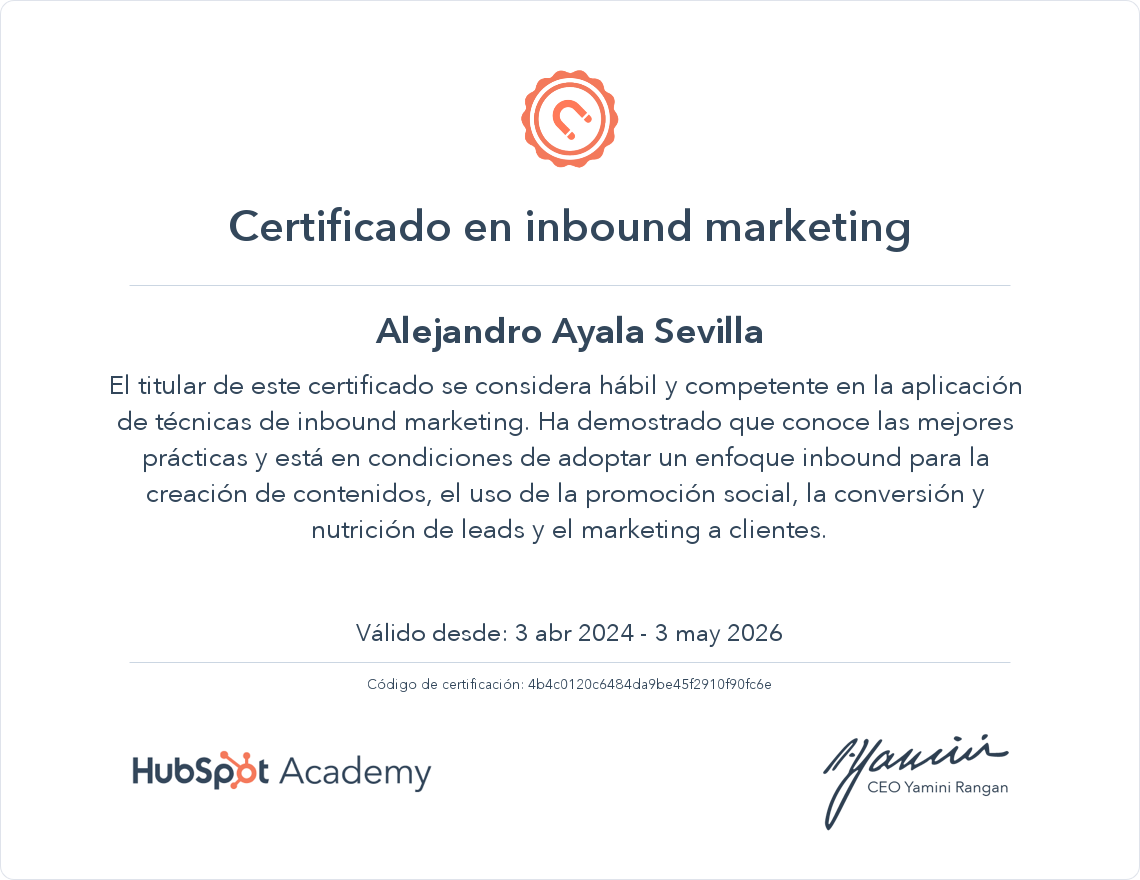 Certificado en inbound marketing
Alejandro Ayala Sevilla
El titular de este certificado se considera hábil y competente en la aplicación
de técnicas de inbound marketing. Ha demostrado que conoce las mejores
prácticas y está en condiciones de adoptar un enfoque inbound para la
creación de contenidos, el uso de la promoción social, la conversión y
nutrición de leads y el marketing a clientes.
Válido desde: 3 abr 2024 - 3 may 2026
Código de certificación: 4b4c0120c6484da9be45f2910f90fc6e
HubSpot Academy
CEO Yamini Rangan